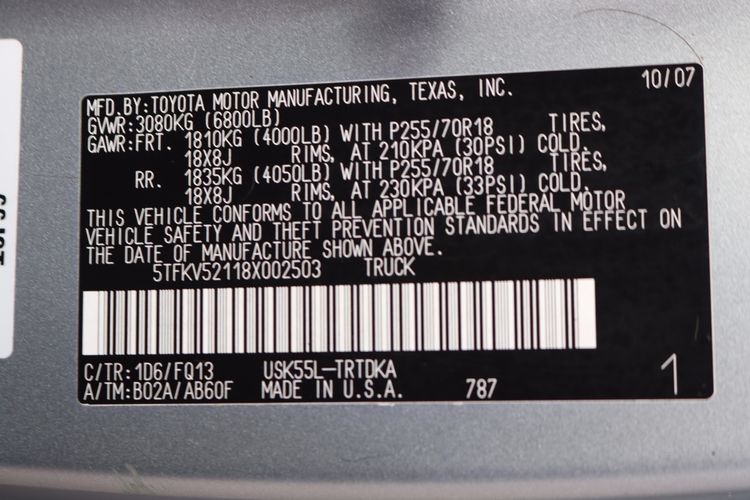 MFD.BY:TOYOTA MOTOR MANUFACTURING, TEXAS, INC. 10/07
GVWR:3080KG (6800LB)
GAWR:FRT. 1810KG (4000LB) WITH P255/70R18 TIRES,
18X8J RIMS, AT 210KPA (30PSI) COLD.
RR. 1835KG (4050LB) WITH P255/70R18 TIRES,
18X8J RIMS, AT 230KPA (33PSI) COLD.
THIS VEHICLE CONFORMS TO ALL APPLICABLE FEDERAL MOTOR
VEHICLE SAFETY AND THEFT PREVENTION STANDARDS IN EFFECT ON
THE DATE OF MANUFACTURE SHOWN ABOVE.
5TFKV52118X002503 TRUCK
C/TR:1D6/FQ13 USK55L-TRTDKA
A/TM:B02A/AB60F MADE IN U.S.A. 787 1